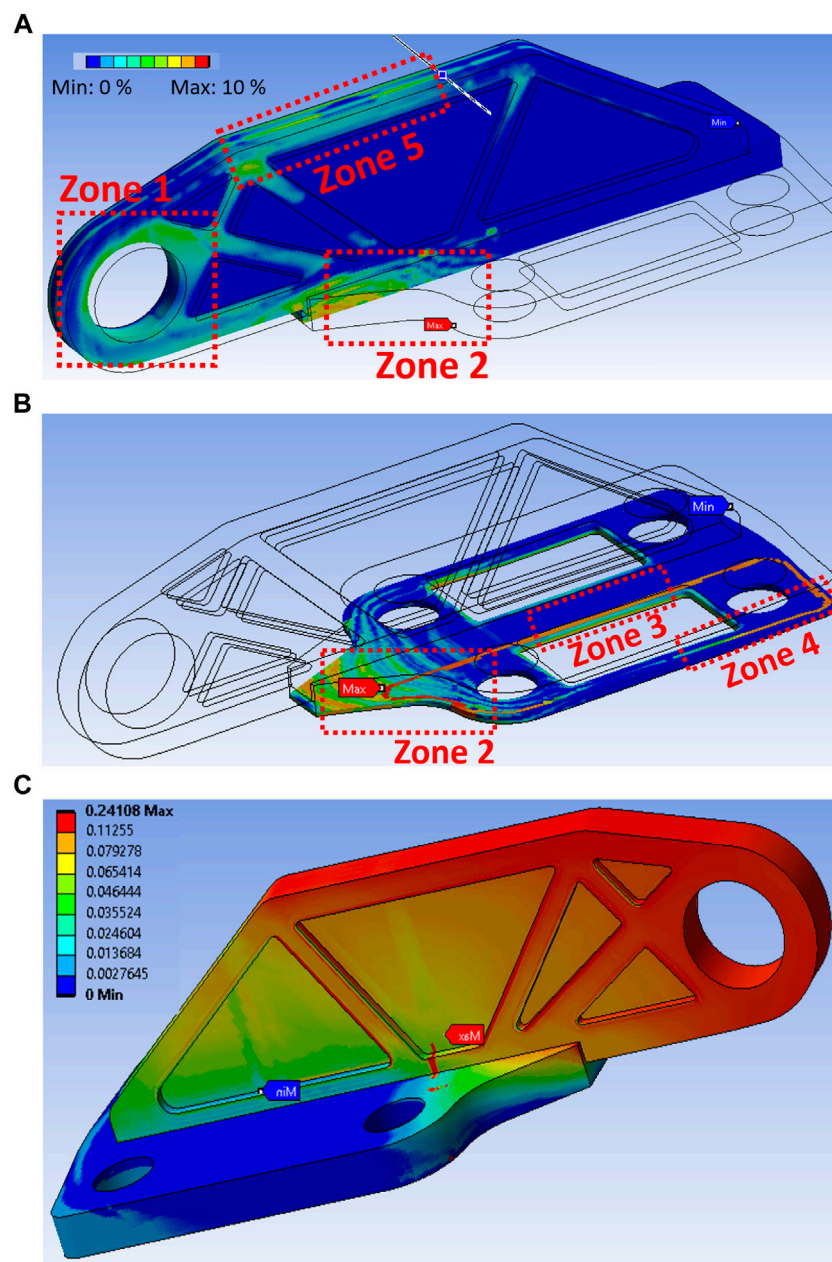 A
Min: 0 %
Max: 10 %
Min
Zone 5
Zone 1
Max
Zone 2
B
Min
Zone 3
Zone 4
Max
Zone 2
C
0.24108 Max
0.11255
0.079278
0.065414
0.046444
0.035524
0.024604
0.013684
0.0027645
0 Min
Max
Min